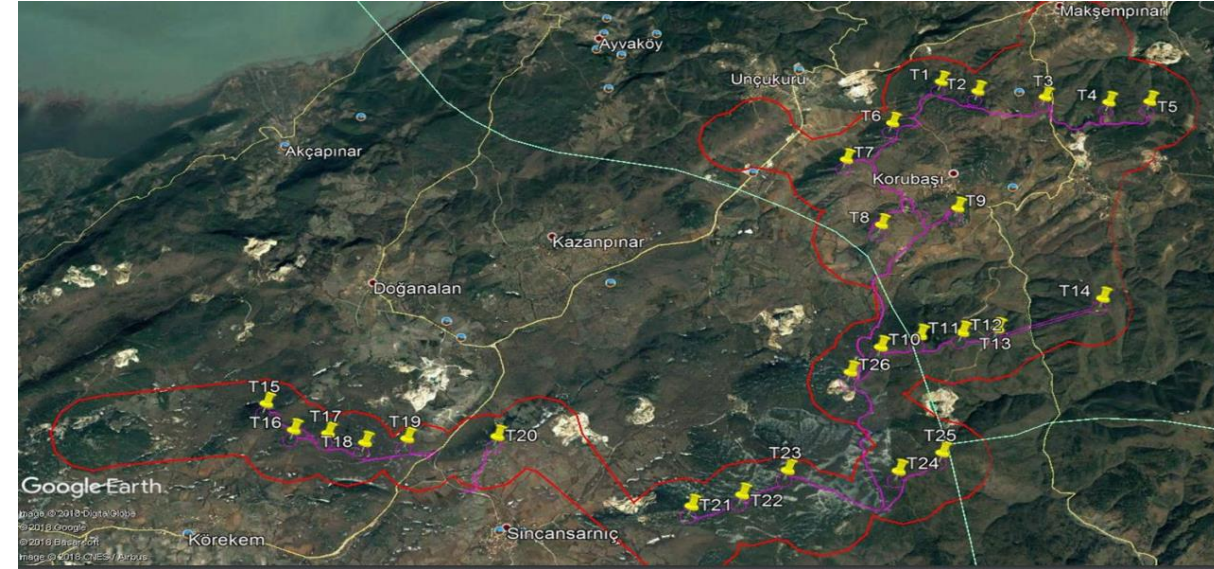 Makşempınarı
Ayvaköy
Unçukuru
T1
T2
T3
T4
T5
T6
Akçapınar
T7
Korubaşı
T8
T9
Kazanpınar
Doğanalan
T14
T10
T11
T12
T13
T26
T15
T16
T17
T18
T19
T20
T25
T23
T24
T22
T21
Google Earth
Image © 2018 DigitalGlobe
© 2018 Google
© 2018 Basarsoft
Image © 2018 CNES / Airbus
Sincansarnıç
Körekem